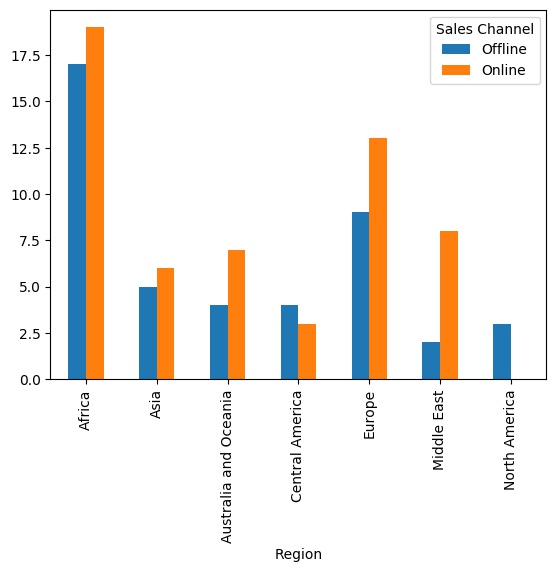 Sales Channel
Offline
Online
17.5
15.0
12.5
10.0
7.5
5.0
2.5
0.0
Africa
Asia
Australia and Oceania
Central America
Europe
Middle East
North America
Region